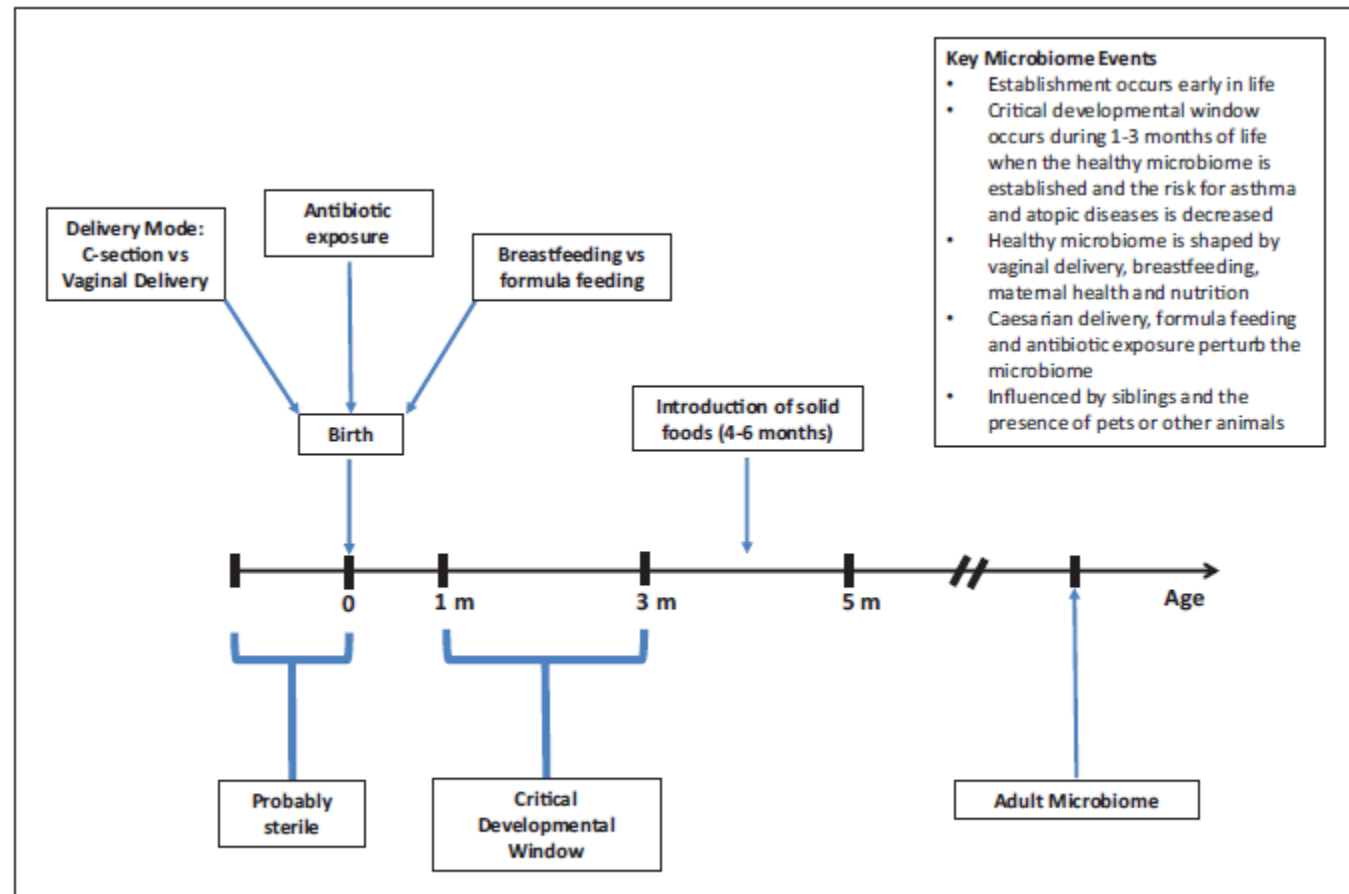 Key Microbiome Events
• Establishment occurs early in life
• Critical developmental window
occurs during 1-3 months of life
when the healthy microbiome is
established and the risk for asthma
and atopic diseases is decreased
• Healthy microbiome is shaped by
vaginal delivery, breastfeeding,
maternal health and nutrition
• Caesarian delivery, formula feeding
and antibiotic exposure perturb the
microbiome
• Influenced by siblings and the
presence of pets or other animals
Delivery Mode:
C-section vs
Vaginal Delivery
Antibiotic
exposure
Breastfeeding vs
formula feeding
Birth
Introduction of solid
foods (4-6 months)
0
1 m
3 m
5 m
Age
Probably
sterile
Critical
Developmental
Window
Adult Microbiome